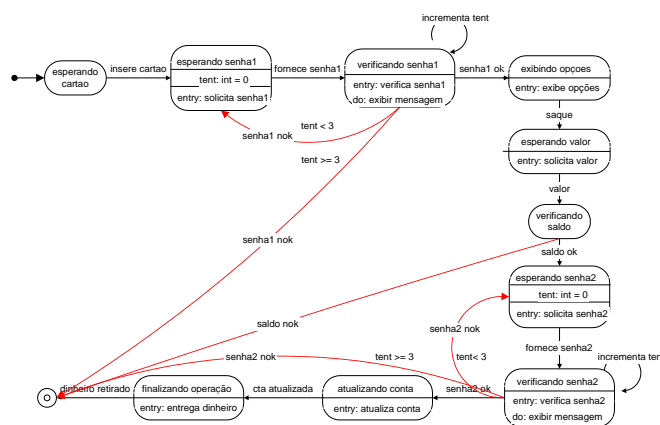 incrementa tent
esperando
cartao
insere cartao
esperando senha1
tent: int = 0
entry: solicita senha1
fornece senha1
verificando senha1
entry: verifica senha1
do: exibir mensagem
senha1 ok
exibindo opçoes
entry: exibe opções
tent < 3
senha1 nok
tent >= 3
saque
esperando valor
entry: solicita valor
valor
verificando
saldo
senha1 nok
saldo ok
esperando senha2
tent: int = 0
entry: solicita senha2
saldo nok
senha2 nok
fornece senha2
senha2 nok
tent >= 3
tent< 3
incrementa tent
dinheiro retirado
finalizando operação
entry: entrega dinheiro
cta atualizada
atualizando conta
entry: atualiza conta
senha2 ok
verificando senha2
entry: verifica senha2
do: exibir mensagem